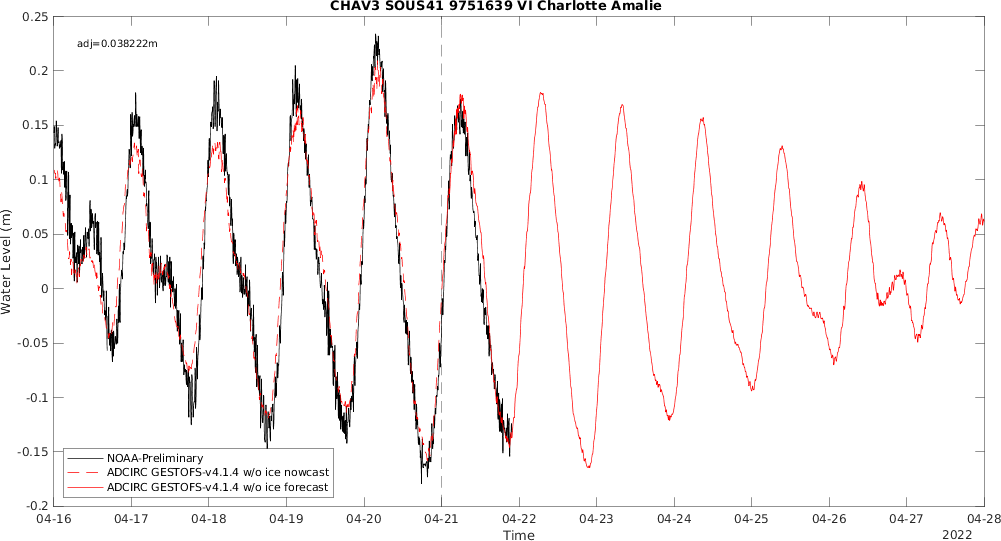 CHAV3 SOUS41 9751639 VI Charlotte Amalie
adj=0.038222m
0.25
0.2
0.15
0.1
0.05
0
-0.05
-0.1
-0.15
-0.2
Water Level (m)
NOAA-Preliminary
ADCIRC GESTOFS-v4.1.4 w/o ice nowcast
ADCIRC GESTOFS-v4.1.4 w/o ice forecast
04-16 04-17 04-18 04-19 04-20 04-21 04-22 04-23 04-24 04-25 04-26 04-27 04-28
Time
2022